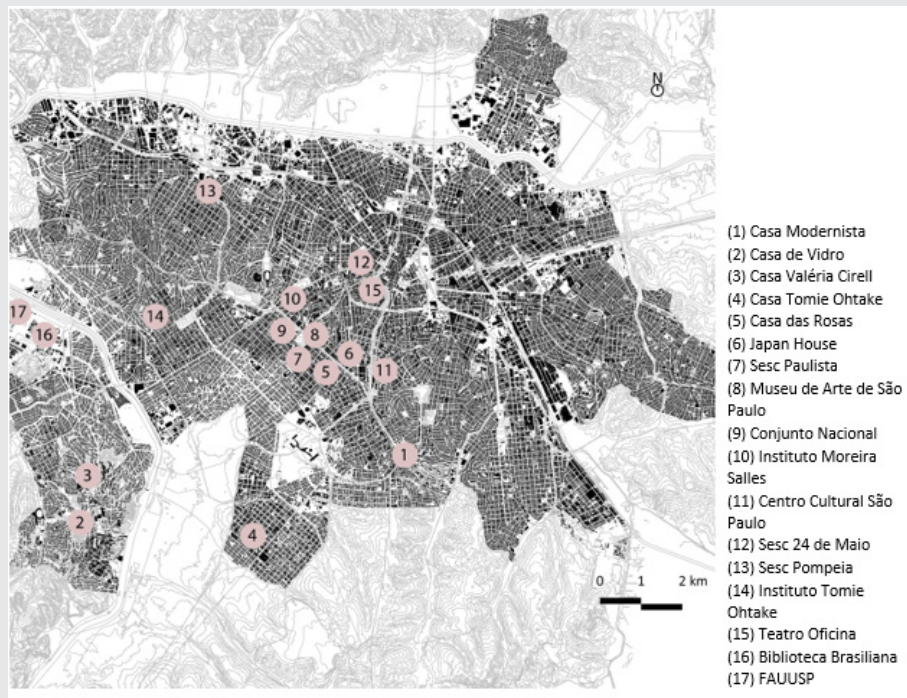 N
13
12
15
10
17
16
14
9
8
7
6
5
11
1
3
2
4
0 1 2 km
(1) Casa Modernista
(2) Casa de Vidro
(3) Casa Valéria Cirell
(4) Casa Tomie Ohtake
(5) Casa das Rosas
(6) Japan House
(7) Sesc Paulista
(8) Museu de Arte de São
Paulo
(9) Conjunto Nacional
(10) Instituto Moreira
Salles
(11) Centro Cultural São
Paulo
(12) Sesc 24 de Maio
(13) Sesc Pompeia
(14) Instituto Tomie
Ohtake
(15) Teatro Oficina
(16) Biblioteca Brasiliana
(17) FAUUSP